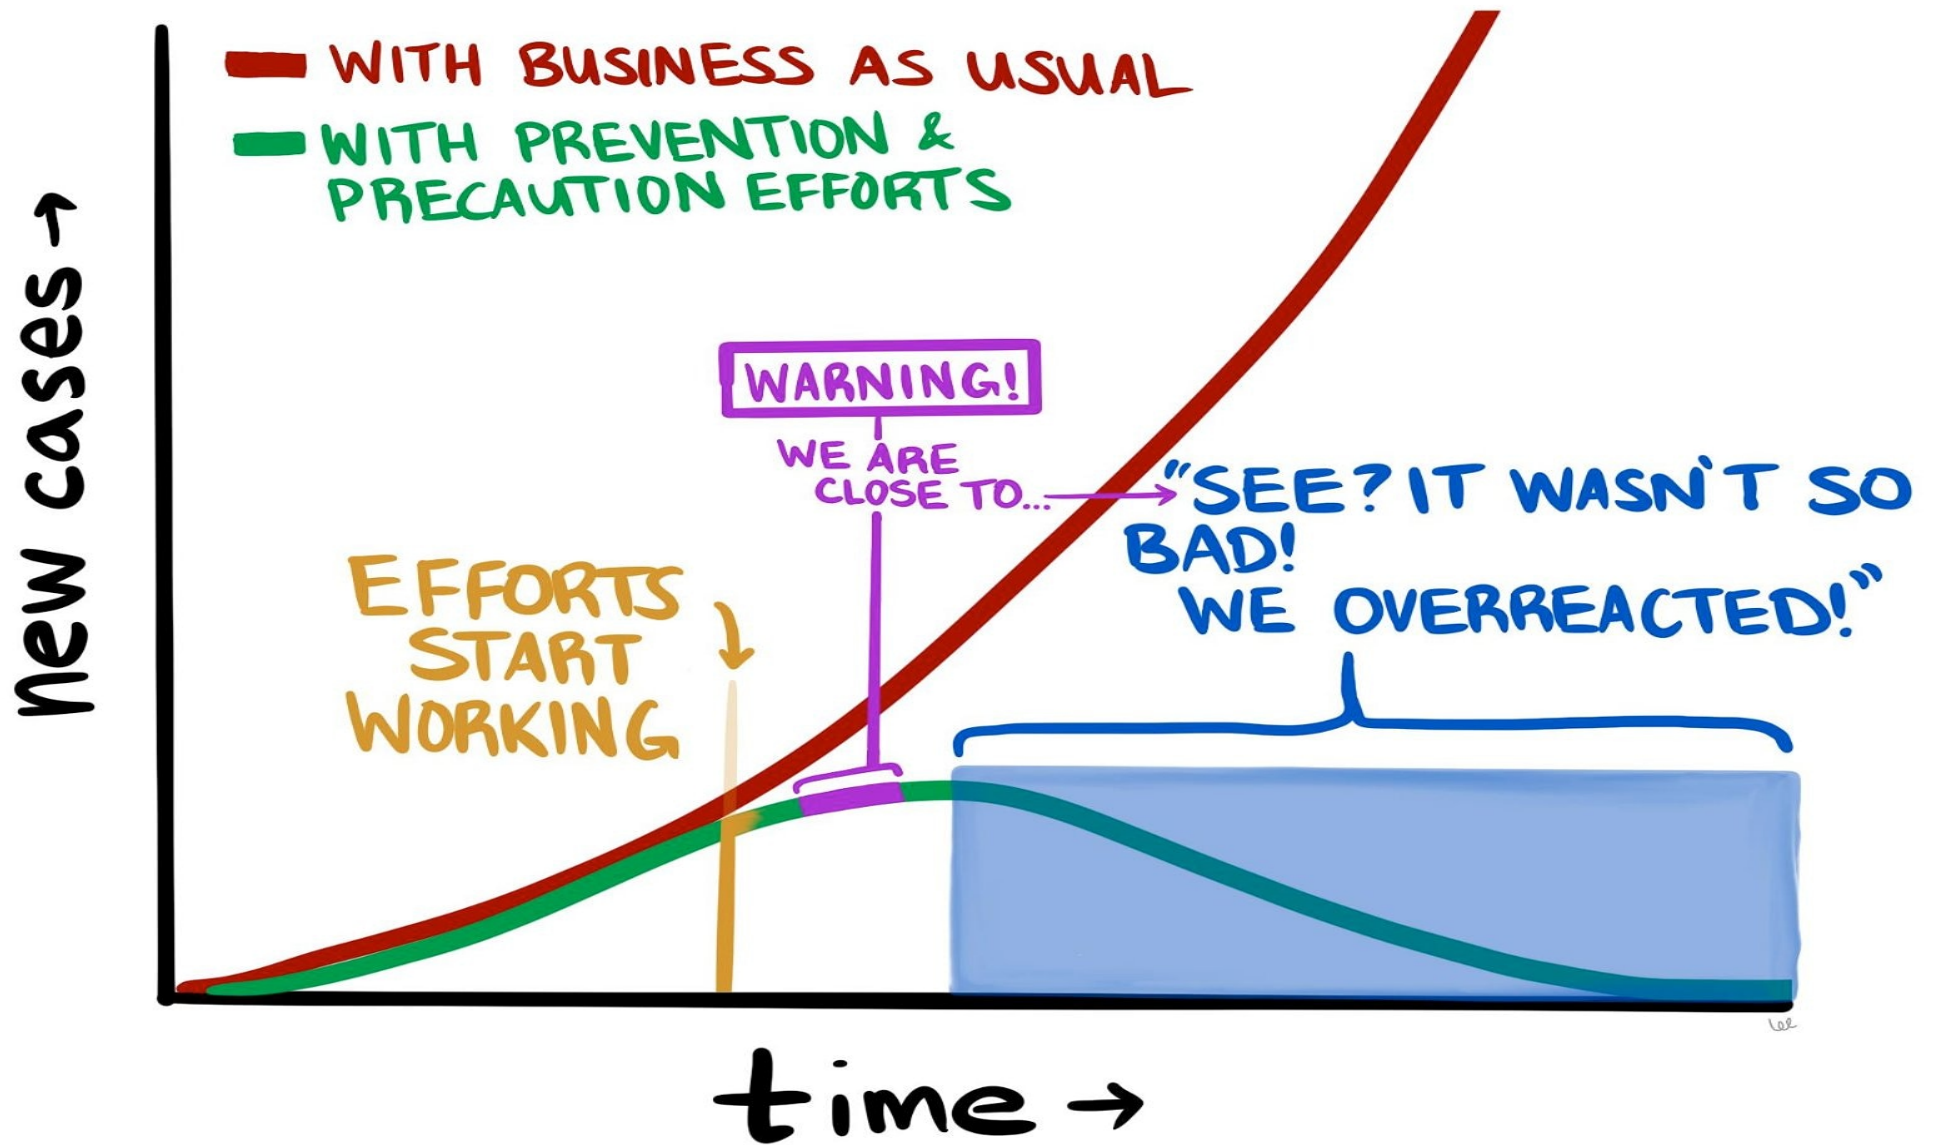 WITH BUSINESS AS USUAL
WITH PREVENTION &
PRECAUTION EFFORTS
new cases →
WARNING!
WE ARE
CLOSE TO...
"SEE? IT WASN'T SO
BAD!
WE OVERREACTED!"
EFFORTS
START
WORKING
time →
Lee